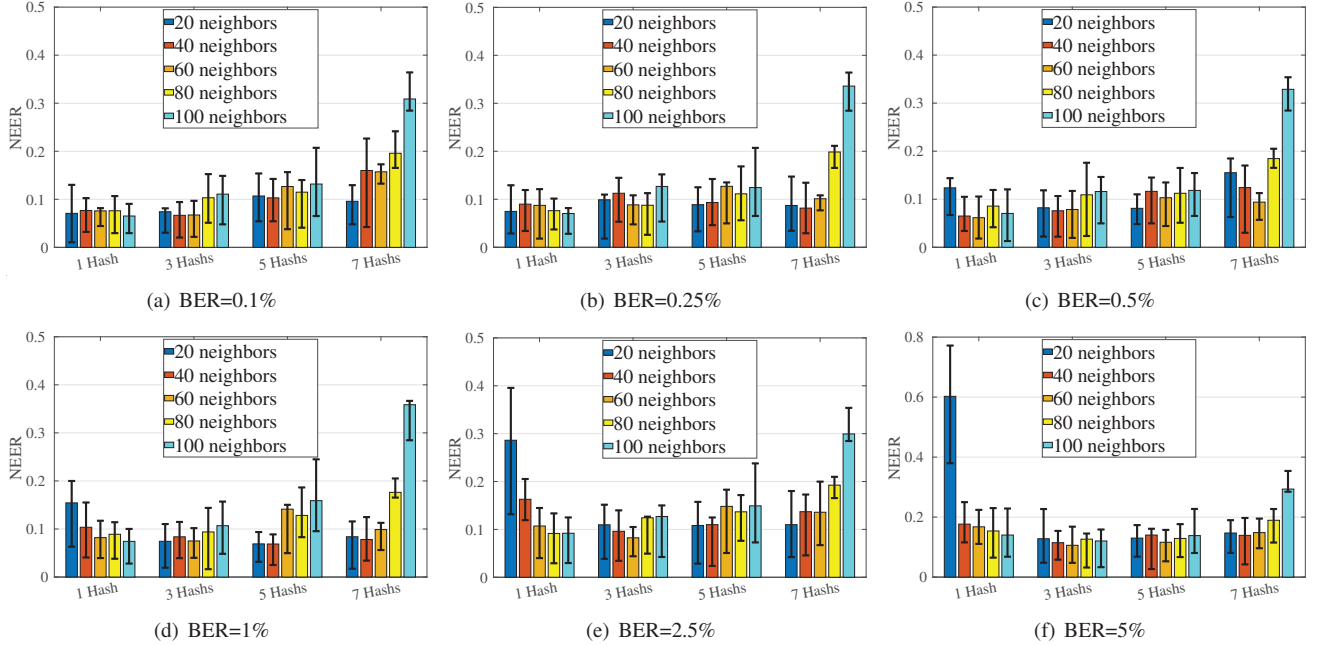 0.5
0.4
0.3
0.2
0.1
0
NEER
20 neighbors
40 neighbors
60 neighbors
80 neighbors
100 neighbors
1 Hash
3 Hashs
5 Hashs
7 Hashs
(a) BER=0.1%
0.5
0.4
0.3
0.2
0.1
0
NEER
20 neighbors
40 neighbors
60 neighbors
80 neighbors
100 neighbors
1 Hash
3 Hashs
5 Hashs
7 Hashs
(b) BER=0.25%
0.5
0.4
0.3
0.2
0.1
0
NEER
20 neighbors
40 neighbors
60 neighbors
80 neighbors
100 neighbors
1 Hash
3 Hashs
5 Hashs
7 Hashs
(c) BER=0.5%
0.5
0.4
0.3
0.2
0.1
0
NEER
20 neighbors
40 neighbors
60 neighbors
80 neighbors
100 neighbors
1 Hash
3 Hashs
5 Hashs
7 Hashs
(d) BER=1%
0.5
0.4
0.3
0.2
0.1
0
NEER
20 neighbors
40 neighbors
60 neighbors
80 neighbors
100 neighbors
1 Hash
3 Hashs
5 Hashs
7 Hashs
(e) BER=2.5%
0.8
0.6
0.4
0.2
0
NEER
20 neighbors
40 neighbors
60 neighbors
80 neighbors
100 neighbors
1 Hash
3 Hashs
5 Hashs
7 Hashs
(f) BER=5%